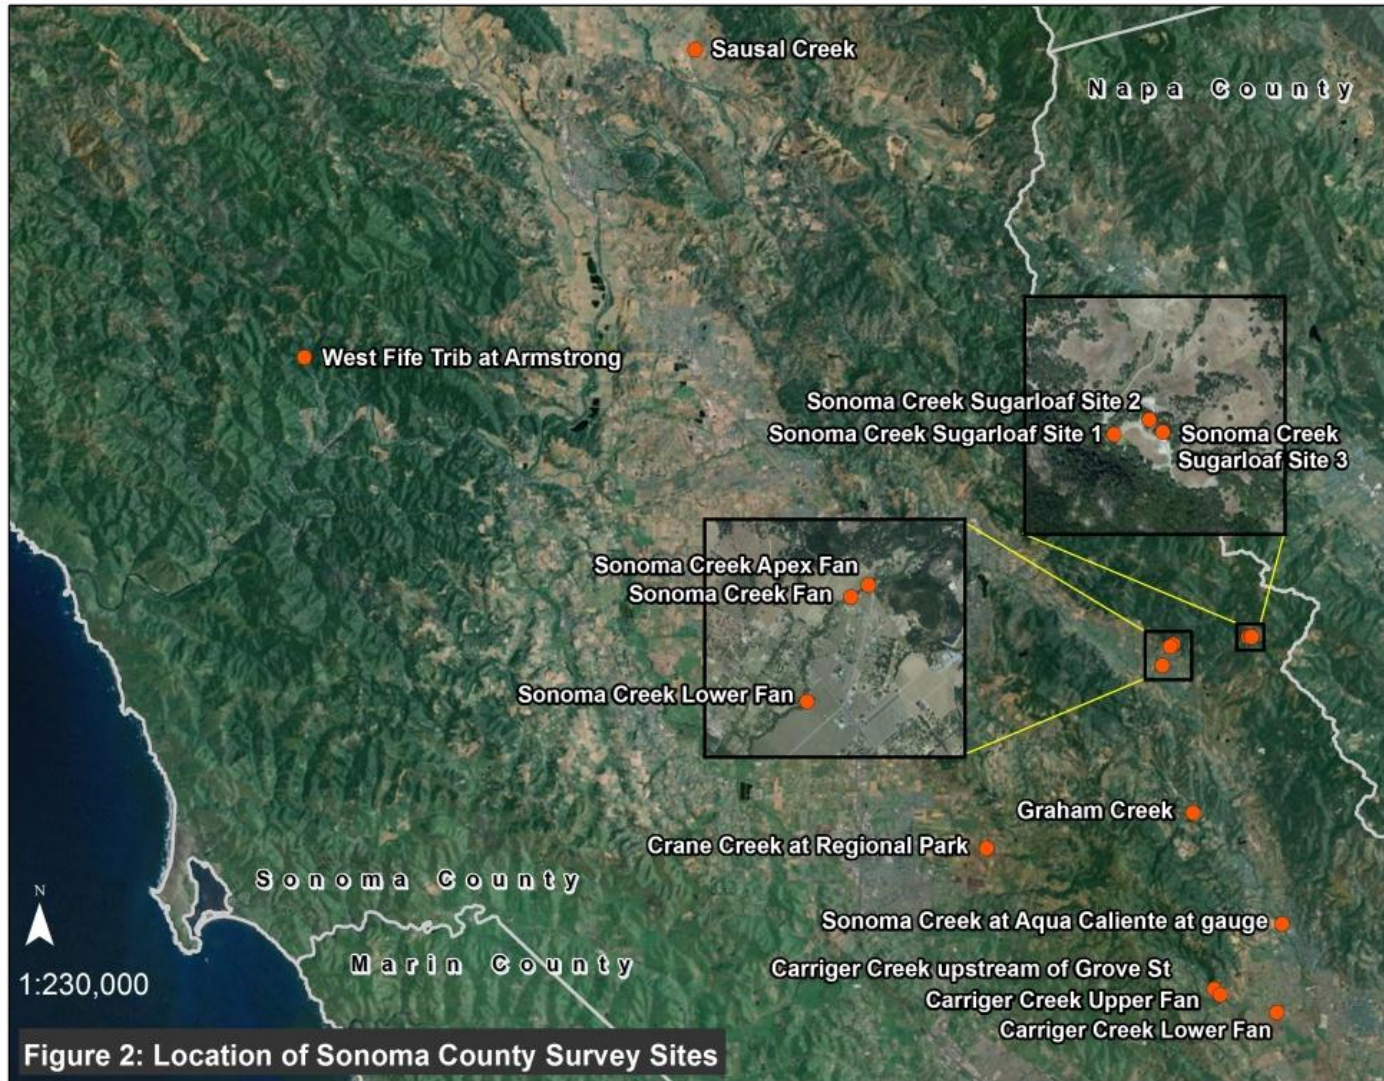 Sausal Creek
Napa County
West Fife Trib at Armstrong
Sonoma Creek Sugarloaf Site 2
Sonoma Creek Sugarloaf Site 1
Sonoma Creek
Sugarloaf Site 3
Sonoma Creek Apex Fan
Sonoma Creek Fan
Sonoma Creek Lower Fan
Graham Creek
Crane Creek at Regional Park
Sonoma County
Marin County
Sonoma Creek at Aqua Caliente at gauge
Carriger Creek upstream of Grove St
Carriger Creek Upper Fan
Carriger Creek Lower Fan
N
1:230,000
Figure 2: Location of Sonoma County Survey Sites